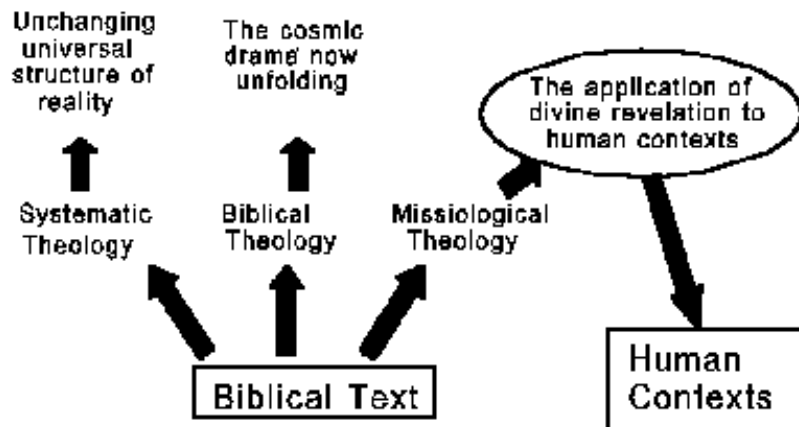 Unchanging
universal
structure of
reality
The cosmic
drama now
unfolding
The application of
divine revelation to
human contexts
Systematic
Theology
Biblical
Theology
Missiological
Theology
Biblical Text
Human
Contexts